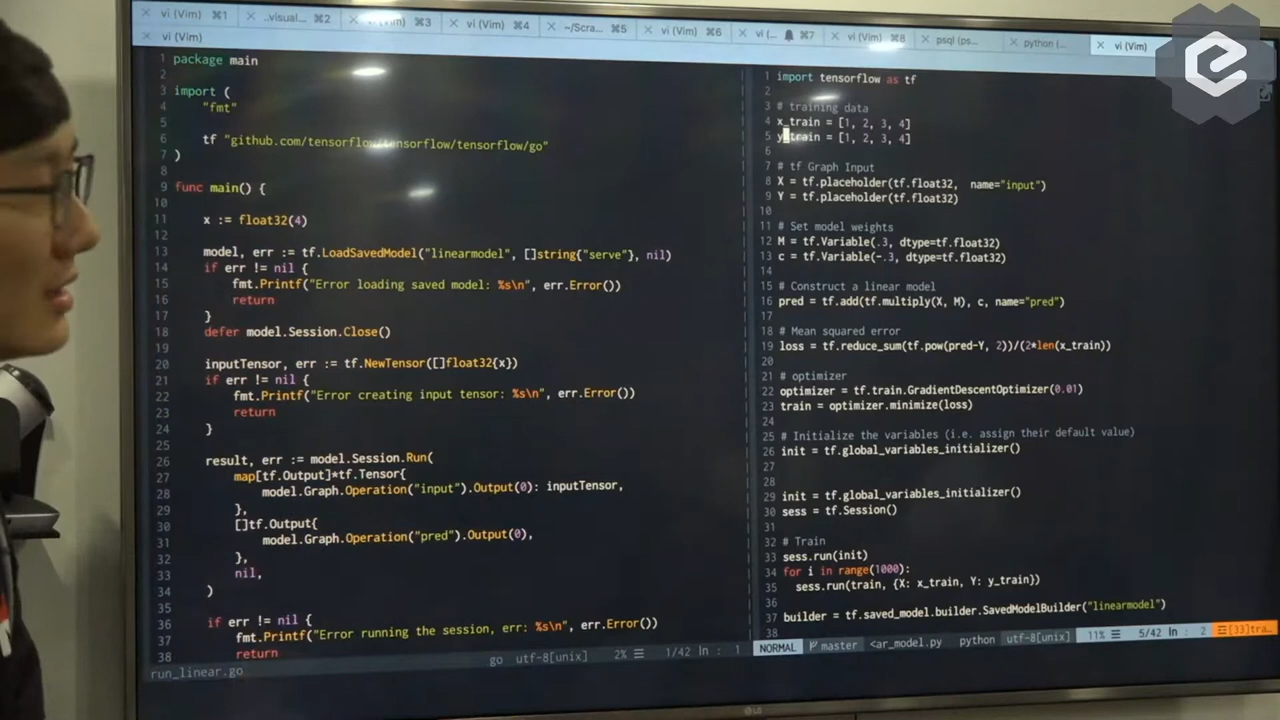 vi (Vim) ⌘1 ..visual... ⌘2 vi (Vim) ⌘3 vi (Vim) ⌘4 ~/Scra... ⌘5 vi (Vim) ⌘6 vi (... ⌘7 vi (Vim) ⌘8 psql (ps... python (... vi (Vim)
vi (Vim)
1 package main
2
3 import (
4 "fmt"
5
6 tf "github.com/tensorflow/tensorflow/tensorflow/go"
7 )
8
9 func main() {
10
11 x := float32(4)
12
13 model, err := tf.LoadSavedModel("linearmodel", []string{"serve"}, nil)
14 if err != nil {
15 fmt.Printf("Error loading saved model: %s\n", err.Error())
16 return
17 }
18 defer model.Session.Close()
19
20 inputTensor, err := tf.NewTensor([]float32{x})
21 if err != nil {
22 fmt.Printf("Error creating input tensor: %s\n", err.Error())
23 return
24 }
25
26 result, err := model.Session.Run(
27 map[tf.Output]*tf.Tensor{
28 model.Graph.Operation("input").Output(0): inputTensor,
29 },
30 []tf.Output{
31 model.Graph.Operation("pred").Output(0),
32 },
33 nil,
34 )
35
36 if err != nil {
37 fmt.Printf("Error running the session, err: %s\n", err.Error())
38 return
go utf-8[unix] 2% ☰ 1/42 ln : 1
run_linear.go
1 import tensorflow as tf
2
3 # training data
4 x_train = [1, 2, 3, 4]
5 y_train = [1, 2, 3, 4]
6
7 # tf Graph Input
8 X = tf.placeholder(tf.float32, name="input")
9 Y = tf.placeholder(tf.float32)
10
11 # Set model weights
12 M = tf.Variable(.3, dtype=tf.float32)
13 c = tf.Variable(-.3, dtype=tf.float32)
14
15 # Construct a linear model
16 pred = tf.add(tf.multiply(X, M), c, name="pred")
17
18 # Mean squared error
19 loss = tf.reduce_sum(tf.pow(pred-Y, 2))/(2*len(x_train))
20
21 # optimizer
22 optimizer = tf.train.GradientDescentOptimizer(0.01)
23 train = optimizer.minimize(loss)
24
25 # Initialize the variables (i.e. assign their default value)
26 init = tf.global_variables_initializer()
27
28
29 init = tf.global_variables_initializer()
30 sess = tf.Session()
31
32 # Train
33 sess.run(init)
34 for i in range(1000):
35 sess.run(train, {X: x_train, Y: y_train})
36
37 builder = tf.saved_model.builder.SavedModelBuilder("linearmodel")
38
NORMAL master <ar_model.py python utf-8[unix] 11% ☰ 5/42 ln : 2 ☰[33]tra...
LG